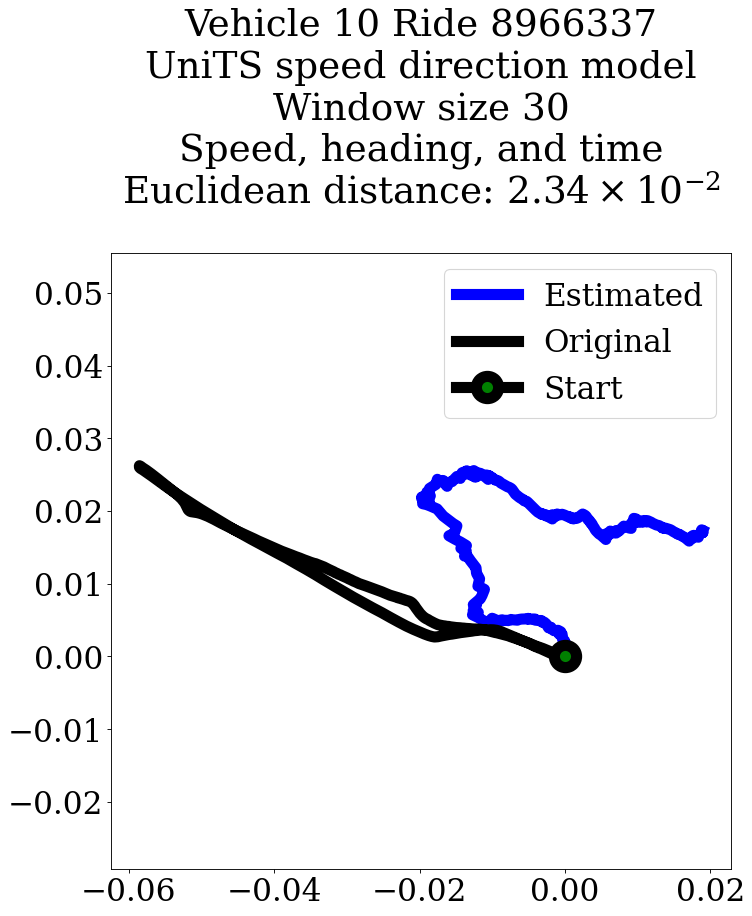 Vehicle 10 Ride 8966337
UniTS speed direction model
Window size 30
Speed, heading, and time
Euclidean distance: 2.34 × 10⁻²
Estimated
Original
Start
0.05
0.04
0.03
0.02
0.01
0.00
−0.01
−0.02
−0.06 −0.04 −0.02 0.00 0.02